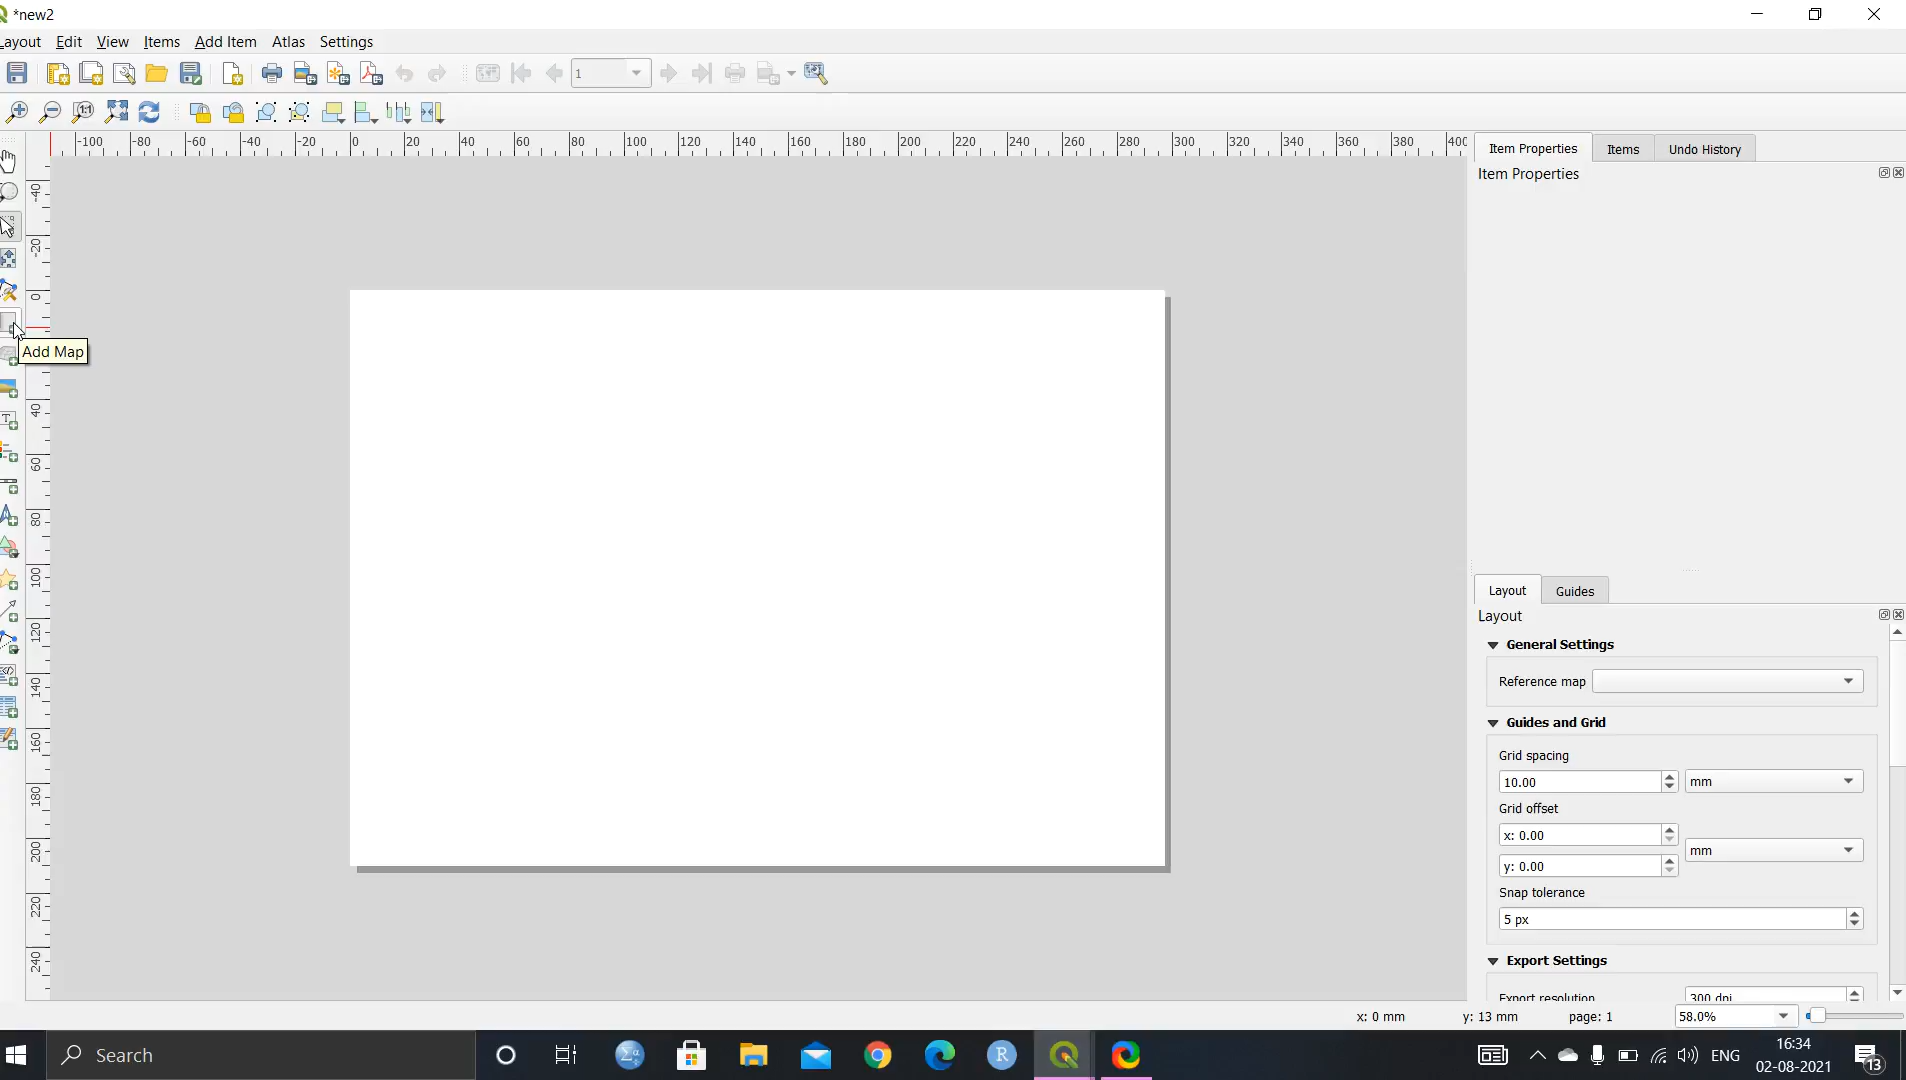 *new2
Layout Edit View Items Add Item Atlas Settings
1
-100 -80 -60 -40 -20 0 20 40 60 80 100 120 140 160 180 200 220 240 260 280 300 320 340 360 380 400
-40
-20
0
40
60
80
100
120
140
160
180
200
220
240
Add Map
Item Properties Items Undo History
Item Properties
Layout Guides
Layout
General Settings
Reference map
Guides and Grid
Grid spacing
10.00 mm
Grid offset
x: 0.00
mm
y: 0.00
Snap tolerance
5 px
Export Settings
Export resolution 300 dpi
x: 0 mm y: 13 mm page: 1 58.0%
Search
ENG
16:34
02-08-2021
13